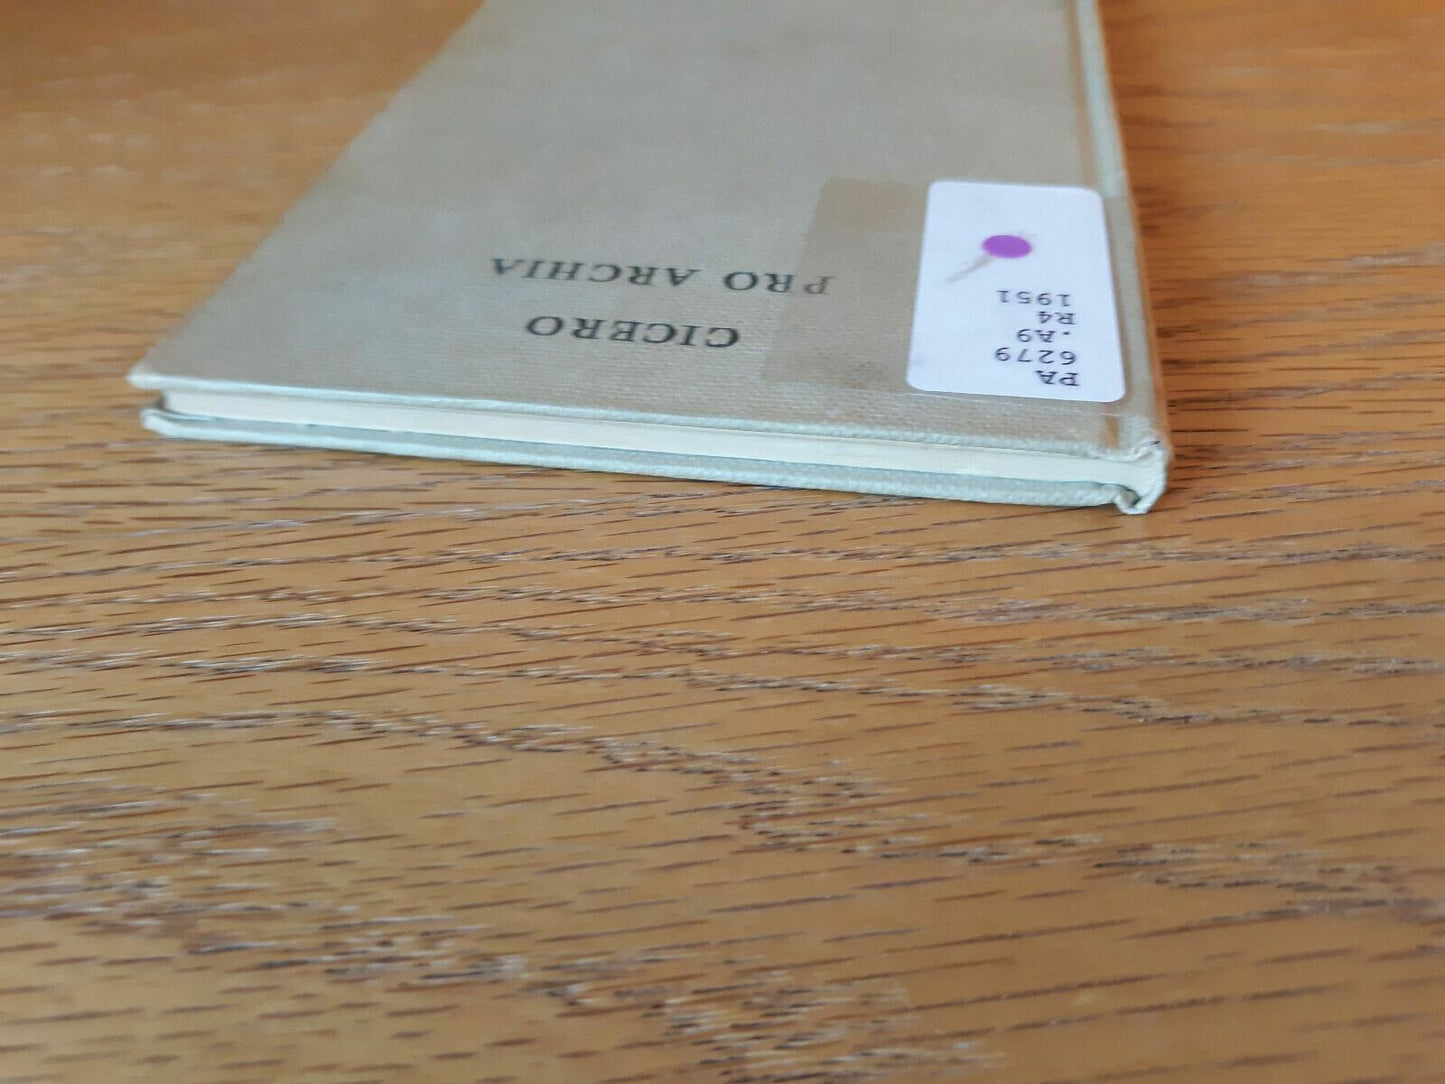 CICERO
PRO ARCHIA
PA
6279
.A9
R4
1951